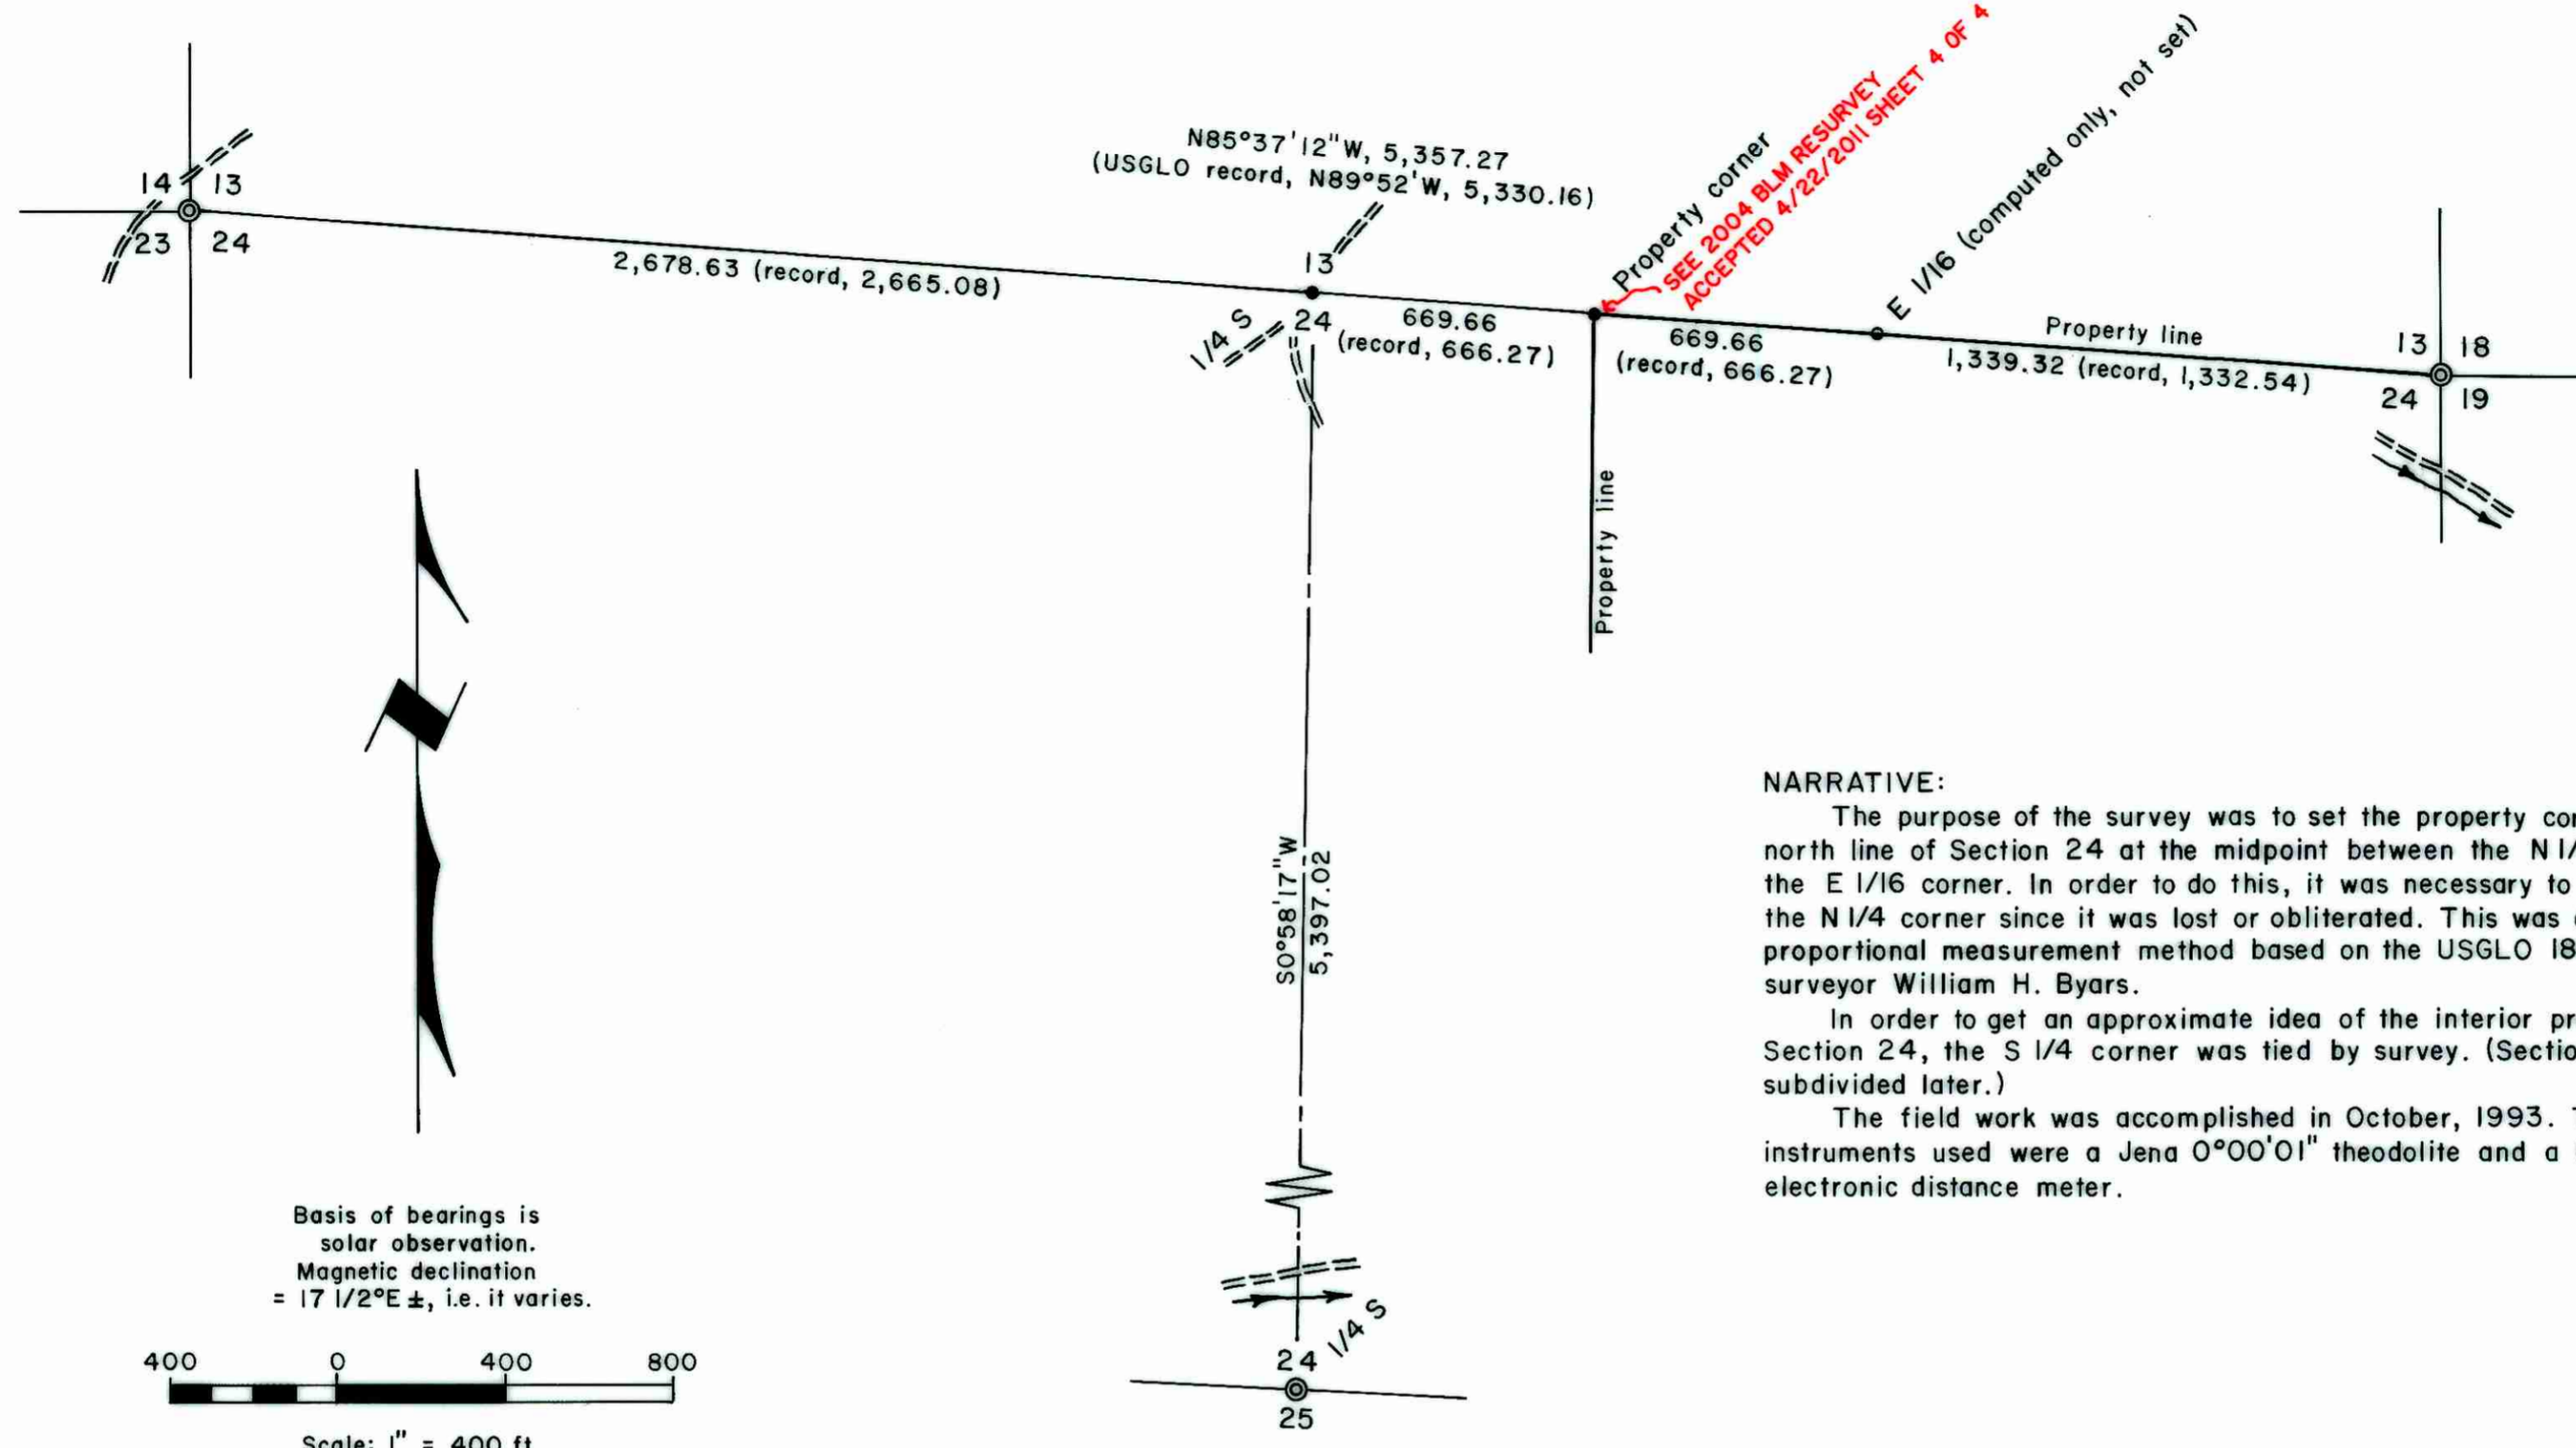 N85°37'12"W, 5,357.27
(USGLO record, N89°52'W, 5,330.16)
Property corner
SEE 2004 BLM RESURVEY
ACCEPTED 4/22/2011 SHEET 4 OF 4
E 1/16 (computed only, not set)
14 13
23 24
2,678.63 (record, 2,665.08)
13
1/4 S
24
669.66
(record, 666.27)
669.66
(record, 666.27)
Property line
1,339.32 (record, 1,332.54)
13 18
24 19
Property line
S0°58'17"W
5,397.02
NARRATIVE:
The purpose of the survey was to set the property cor
north line of Section 24 at the midpoint between the N 1/
the E 1/16 corner. In order to do this, it was necessary to
the N 1/4 corner since it was lost or obliterated. This was
proportional measurement method based on the USGLO 18
surveyor William H. Byars.
In order to get an approximate idea of the interior pr
Section 24, the S 1/4 corner was tied by survey. (Sectio
subdivided later.)
The field work was accomplished in October, 1993.
instruments used were a Jena 0°00'01" theodolite and a
electronic distance meter.
Basis of bearings is
solar observation.
Magnetic declination
= 17 1/2°E ±, i.e. it varies.
400 0 400 800
Scale: 1" = 400 ft.
24
1/4 S
25